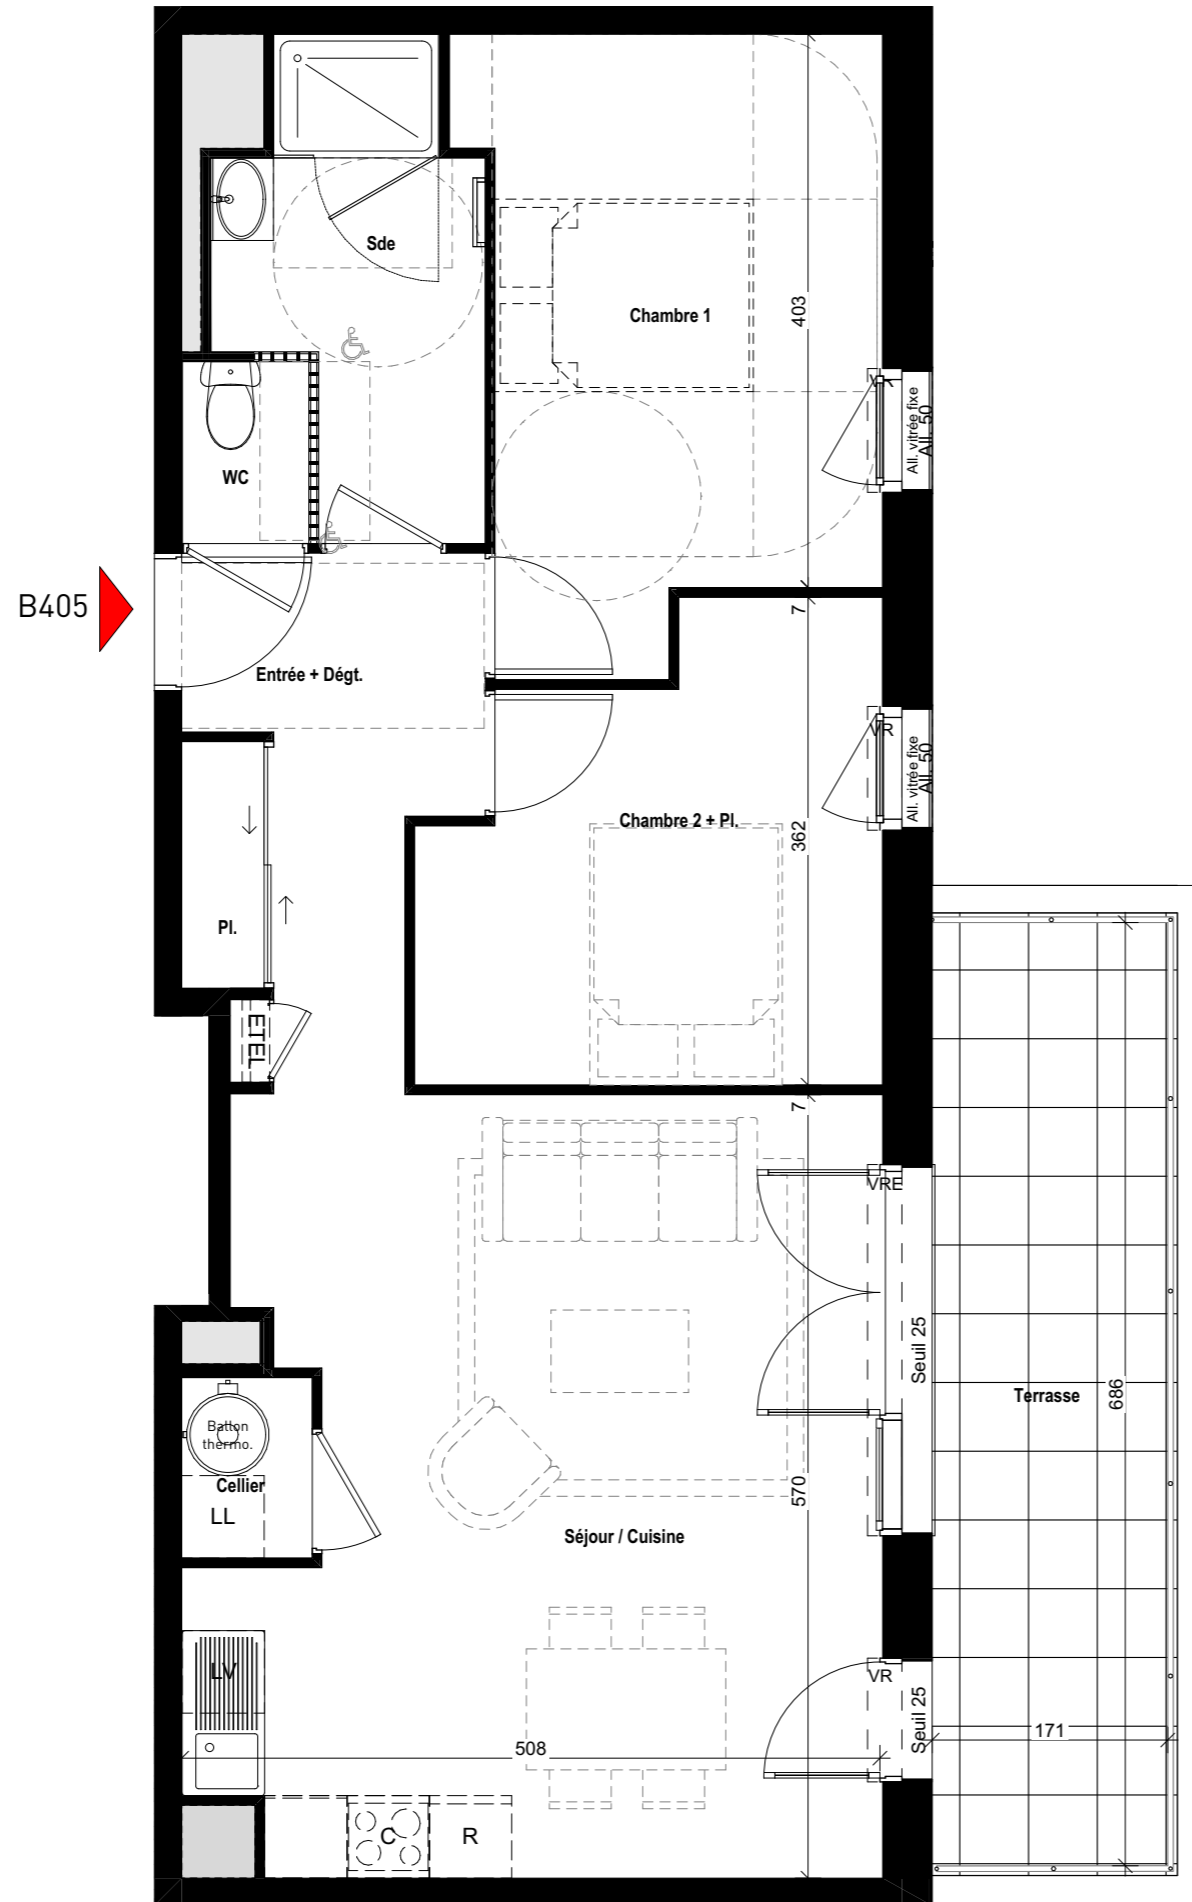 Sde
Chambre 1
403
VR
All. vitrée fixe
All. 50
WC
B405
7
Entrée + Dégt.
VR
All. vitrée fixe
All. 50
Chambre 2 + Pl.
362
Pl.
ETEL
7
VRE
Seuil 25
Terrasse
686
Ballon
thermo.
Cellier
LL
570
Séjour / Cuisine
LV
VR
Seuil 25
508
171
C
R